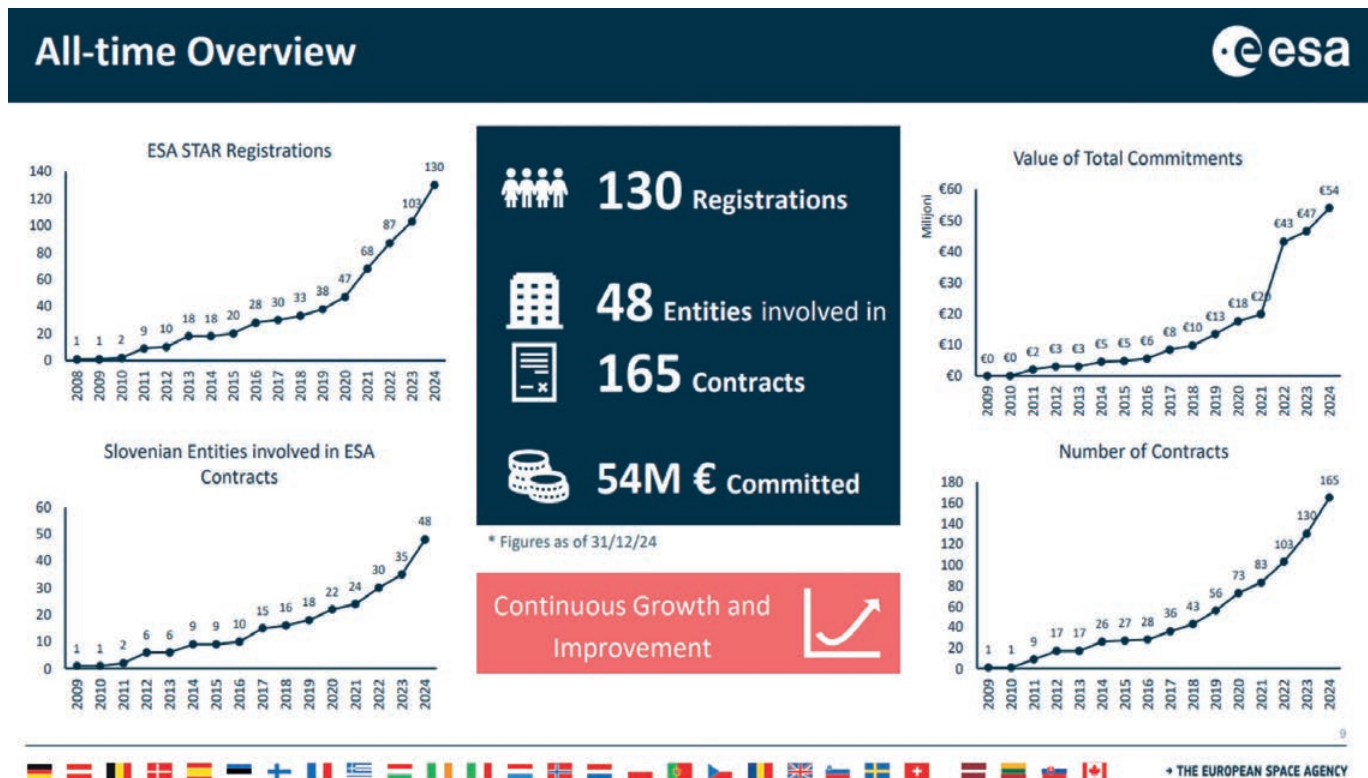 All-time Overview
esa
ESA STAR Registrations
140
120
100
80
60
40
20
0
1 1 2 9 10 18 18 20 28 30 33 38 47 68 87 103 130
2008 2009 2010 2011 2012 2013 2014 2015 2016 2017 2018 2019 2020 2021 2022 2023 2024
Slovenian Entities involved in ESA
Contracts
60
50
40
30
20
10
0
1 1 2 6 6 9 9 10 15 16 18 22 24 30 35 48
2009 2010 2011 2012 2013 2014 2015 2016 2017 2018 2019 2020 2021 2022 2023 2024
130 Registrations
48 Entities involved in
165 Contracts
54M € Committed
* Figures as of 31/12/24
Continuous Growth and
Improvement
Value of Total Commitments
Milijoni
€60
€50
€40
€30
€20
€10
€0
€0 €0 €2 €3 €3 €5 €5 €6 €8 €10 €13 €18 €20 €43 €47 €54
2009 2010 2011 2012 2013 2014 2015 2016 2017 2018 2019 2020 2021 2022 2023 2024
Number of Contracts
180
160
140
120
100
80
60
40
20
0
1 1 9 17 17 26 27 28 36 43 56 73 83 103 130 165
2009 2010 2011 2012 2013 2014 2015 2016 2017 2018 2019 2020 2021 2022 2023 2024
9
→ THE EUROPEAN SPACE AGENCY